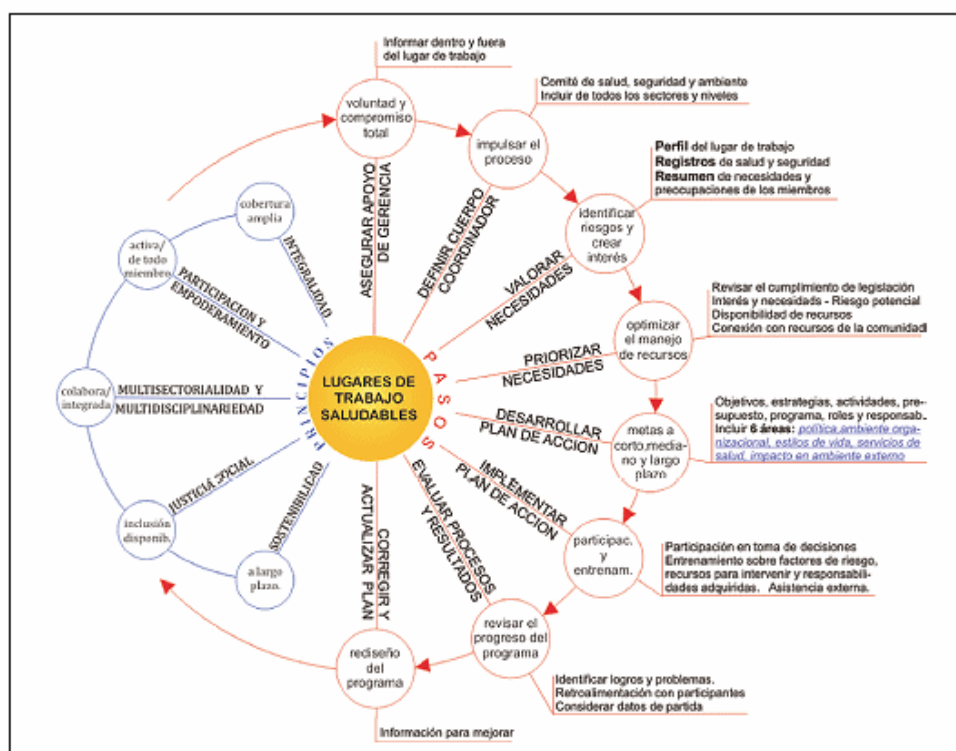 Informar dentro y fuera
del lugar de trabajo
voluntad y
compromiso
total
ASEGURAR APOYO
DE GERENCIA
Comité de salud, seguridad y ambiente
Incluir de todos los sectores y niveles
impulsar el
proceso
DEFINIR CUERPO
COORDINADOR
Perfil del lugar de trabajo
Registros de salud y seguridad
Resumen de necesidades y
preocupaciones de los miembros
identificar
riesgos y
crear
interés
VALORAR
NECESIDADES
Revisar el cumplimiento de legislación
Interés y necesidads - Riesgo potencial
Disponibilidad de recursos
Conexión con recursos de la comunidad
optimizar
el manejo
de recursos
PRIORIZAR
NECESIDADES
Objetivos, estrategias, actividades, pre-
supuesto, programa, roles y responsab.
Incluir 6 áreas: política,ambiente orga-
nizacional, estilos de vida, servicios de
salud, impacto en ambiente externo
metas a
corto,media-
no y largo
plazo
DESARROLLAR
PLAN DE ACCION
Participación en toma de decisiones
Entrenamiento sobre factores de riesgo,
recursos para intervenir y responsabili-
dades adquiridas. Asistencia externa.
participac.
y
entrenam.
IMPLEMENTAR
PLAN DE ACCION
Identificar logros y problemas.
Retroalimentación con participantes
Considerar datos de partida
revisar el
progreso del
programa
EVALUAR PROCESOS
Y RESULTADOS
Información para mejorar
rediseño
del
programa
CORREGIR Y
ACTUALIZAR PLAN
PASOS
LUGARES DE
TRABAJO
SALUDABLES
PRINCIPIOS
cobertura
amplia
INTEGRALIDAD
activa/
de todo
miembro
PARTICIPACION Y
EMPODERAMIENTO
colabora/
integrada
MULTISECTORIALIDAD Y
MULTIDISCIPLINARIEDAD
inclusión
disponib.
JUSTICIA SOCIAL
a largo
plazo.
SOSTENIBILIDAD